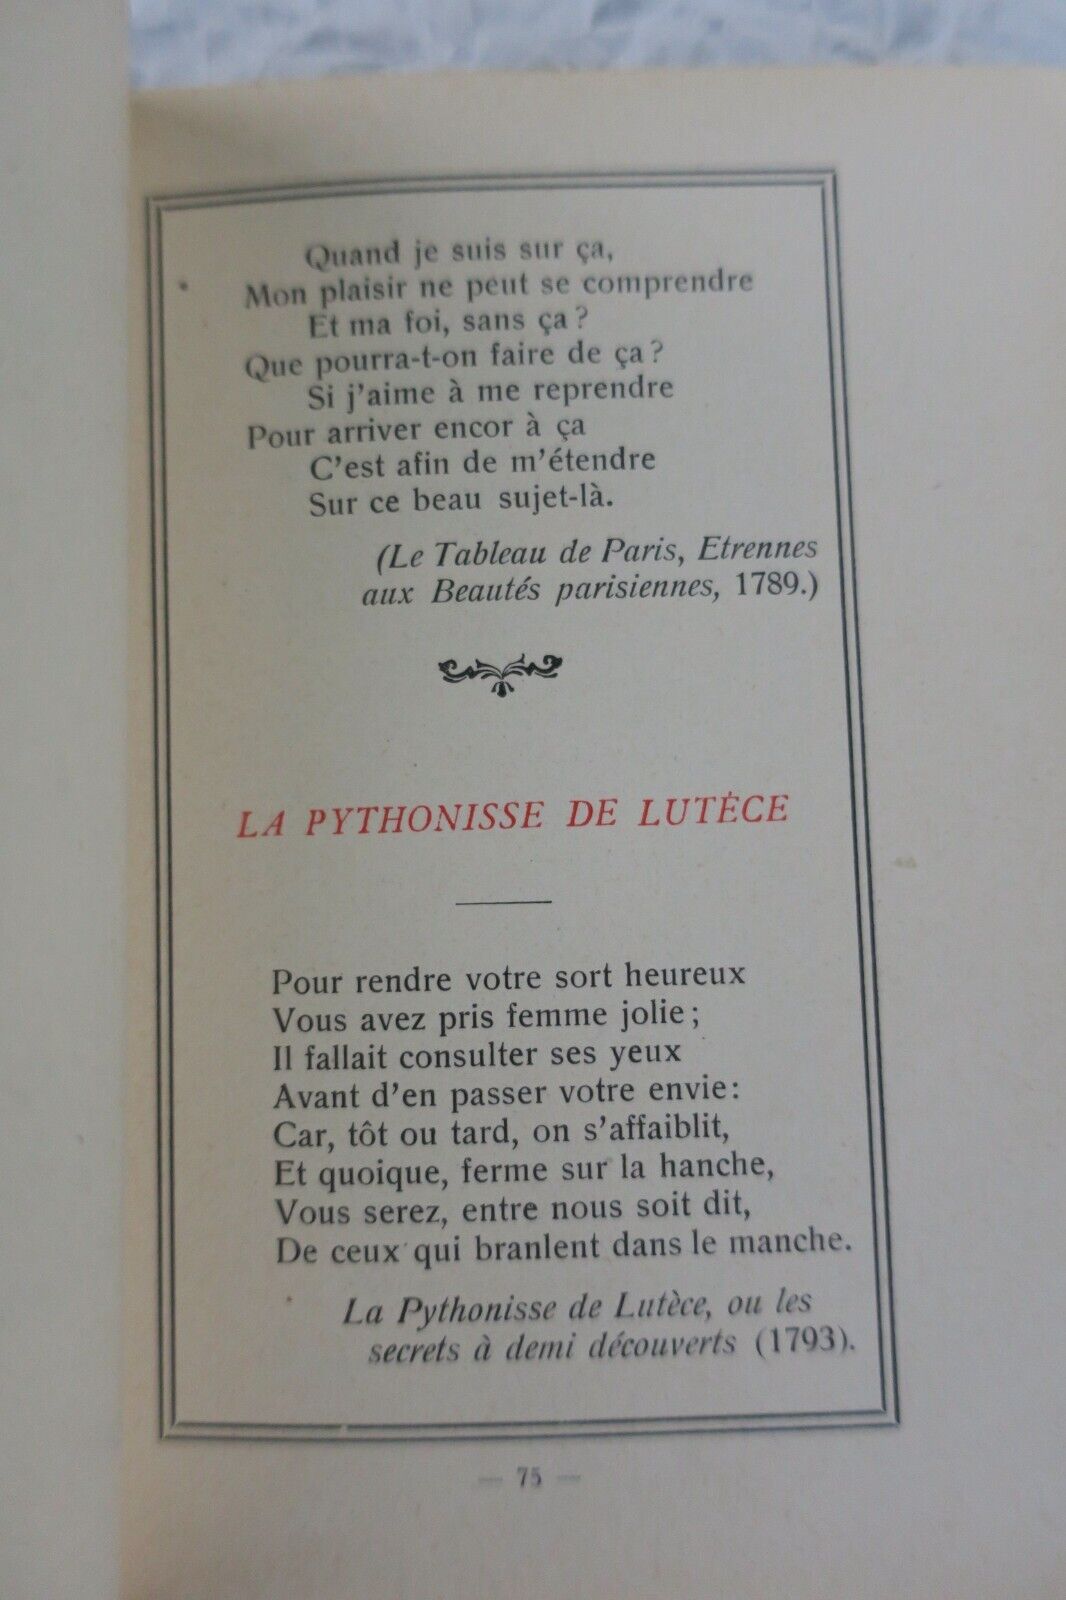 Quand je suis sur ça,
Mon plaisir ne peut se comprendre
Et ma foi, sans ça ?
Que pourra-t-on faire de ça ?
Si j'aime à me reprendre
Pour arriver encor à ça
C'est afin de m'étendre
Sur ce beau sujet-là.
(Le Tableau de Paris, Etrennes
aux Beautés parisiennes, 1789.)
LA PYTHONISSE DE LUTÈCE
Pour rendre votre sort heureux
Vous avez pris femme jolie ;
Il fallait consulter ses yeux
Avant d'en passer votre envie :
Car, tôt ou tard, on s'affaiblit,
Et quoique, ferme sur la hanche,
Vous serez, entre nous soit dit,
De ceux qui branlent dans le manche.
La Pythonisse de Lutèce, ou les
secrets à demi découverts (1793).
— 75 —